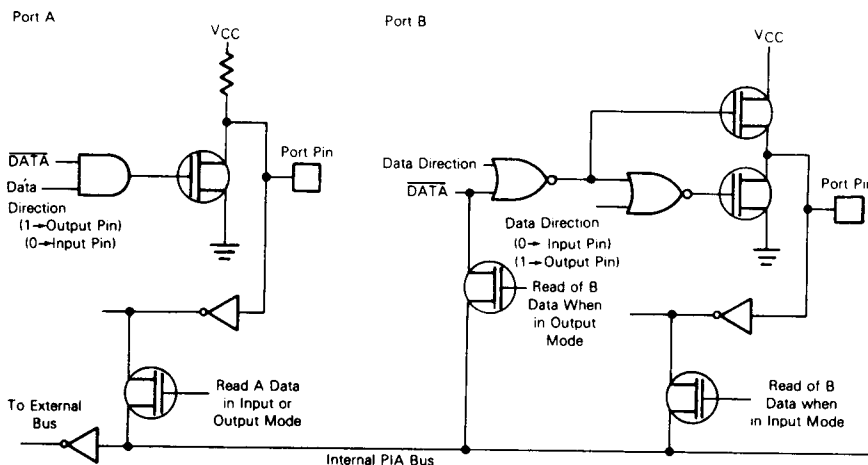 Port A
VCC
DATA
Data
Direction
(1→Output Pin)
(0→Input Pin)
Port Pin
Read A Data
in Input or
Output Mode
To External
Bus
Internal PIA Bus
Port B
VCC
Data Direction
DATA
Data Direction
(0→ Input Pin)
(1→Output Pin)
Port Pin
Read of B
Data When
in Output
Mode
Read of B
Data when
in Input Mode